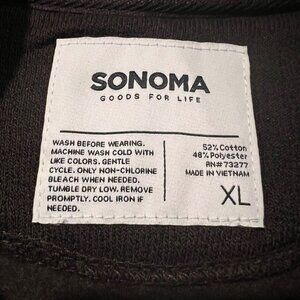 SONOMA
GOODS FOR LIFE
WASH BEFORE WEARING.
MACHINE WASH COLD WITH
LIKE COLORS. GENTLE
CYCLE. ONLY NON-CHLORINE
BLEACH WHEN NEEDED.
TUMBLE DRY LOW. REMOVE
PROMPTLY. COOL IRON IF
NEEDED.
52% Cotton
48% Polyester
RN#73277
MADE IN VIETNAM
XL